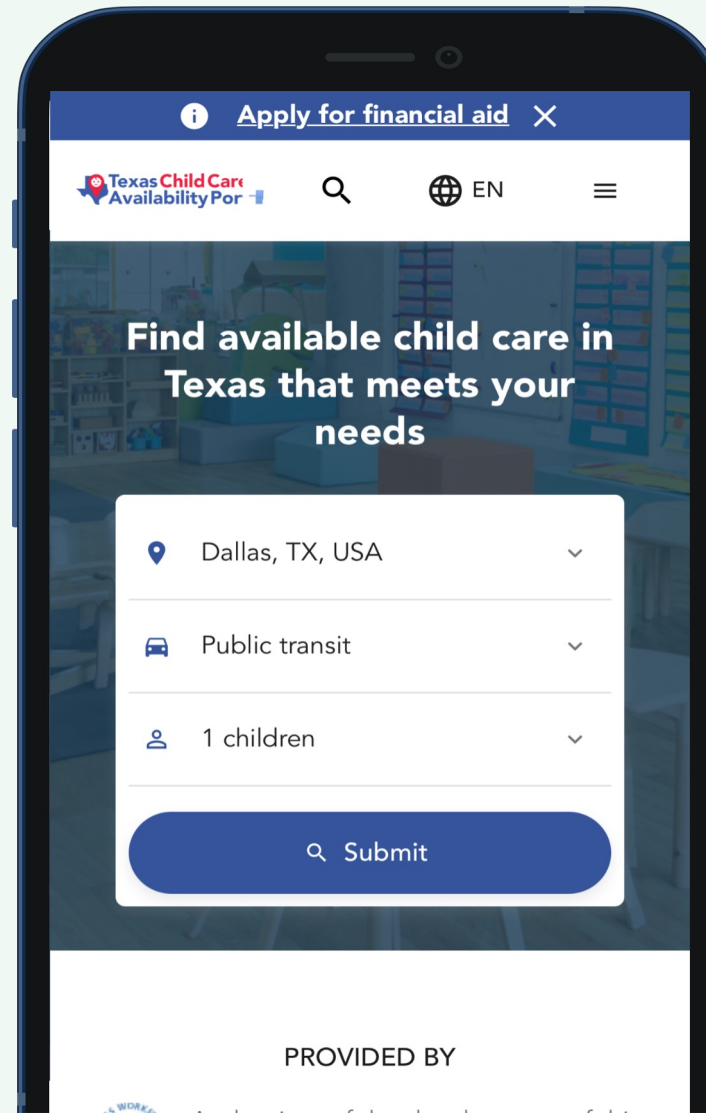 Apply for financial aid
Texas Child Care
Availability Por
EN
Find available child care in
Texas that meets your
needs
Dallas, TX, USA
Public transit
1 children
Submit
PROVIDED BY